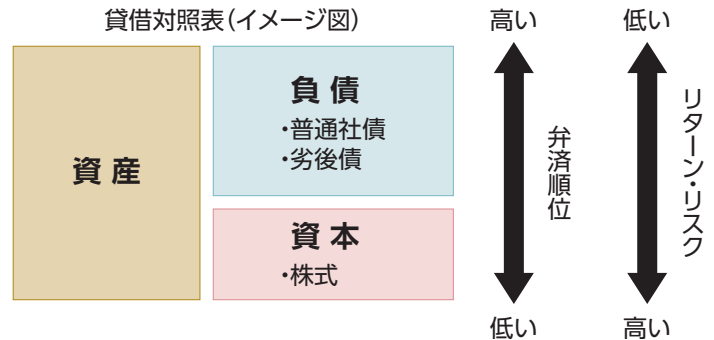 貸借対照表（イメージ図）
高い
低い
資産
負債
・普通社債
・劣後債
資本
・株式
弁済順位
リターン・リスク
低い
高い